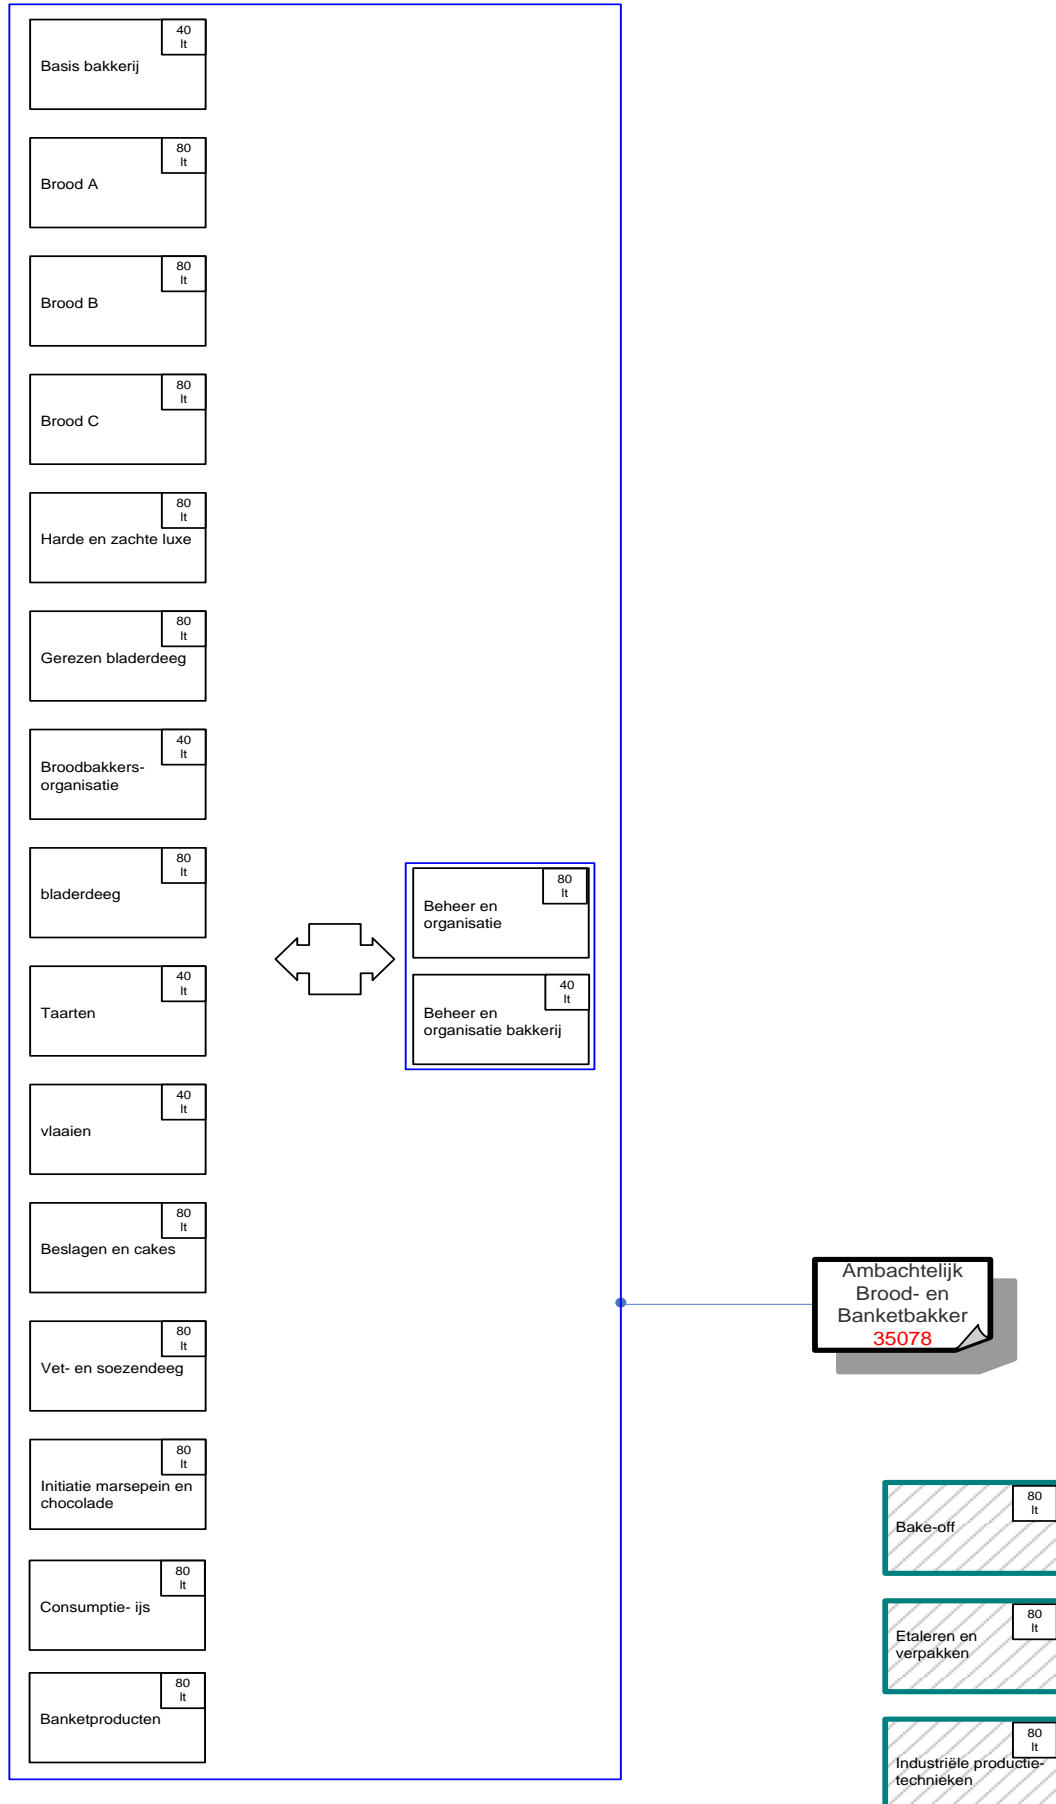 40
lt
Basis bakkerij
80
lt
Brood A
80
lt
Brood B
80
lt
Brood C
80
lt
Harde en zachte luxe
80
lt
Gerezen bladerdeeg
40
lt
Broodbakkers-
organisatie
80
lt
bladerdeeg
40
lt
Taarten
40
lt
vlaaien
80
lt
Beslagen en cakes
80
lt
Vet- en soezendeeg
80
lt
Initiatie marsepein en
chocolade
80
lt
Consumptie- ijs
80
lt
Banketproducten
80
lt
Beheer en
organisatie
40
lt
Beheer en
organisatie bakkerij
Ambachtelijk
Brood- en
Banketbakker
35078
80
lt
Bake-off
80
lt
Etaleren en
verpakken
80
lt
Industriële productie-
technieken